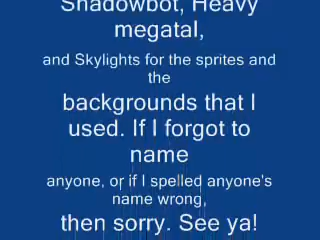 Shadowbot, Heavy
megatal,
and Skylights for the sprites and
the
backgrounds that I
used. If I forgot to
name
anyone, or if I spelled anyone's
name wrong,
then sorry. See ya!